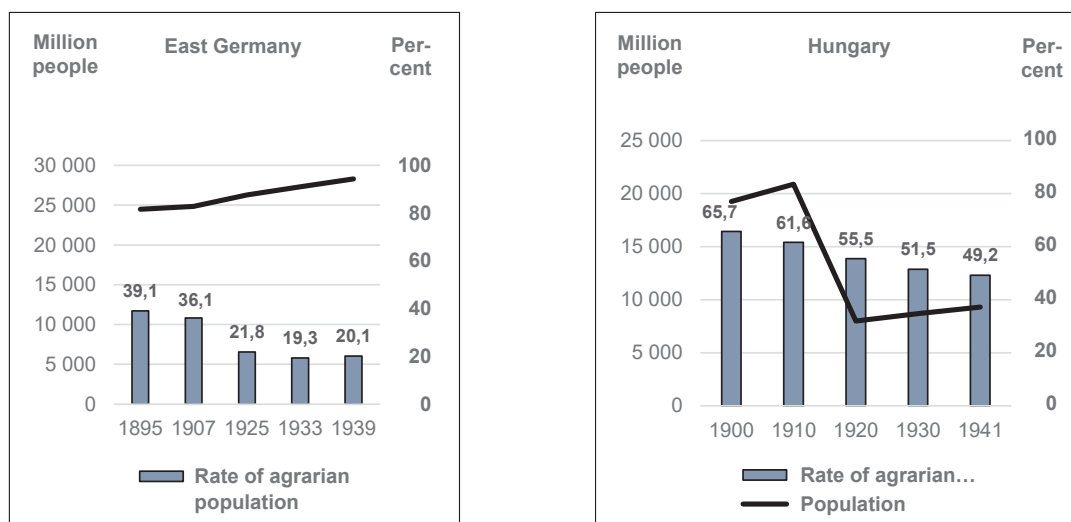 Million
people
East Germany
Per-
cent
30 000
25 000
20 000
15 000
10 000
5 000
0
100
80
60
40
20
0
39,1
36,1
21,8
19,3
20,1
1895 1907 1925 1933 1939
Rate of agrarian
population
Million
people
Hungary
Per-
cent
25 000
20 000
15 000
10 000
5 000
0
100
80
60
40
20
0
65,7
61,6
55,5
51,5
49,2
1900 1910 1920 1930 1941
Rate of agrarian…
Population